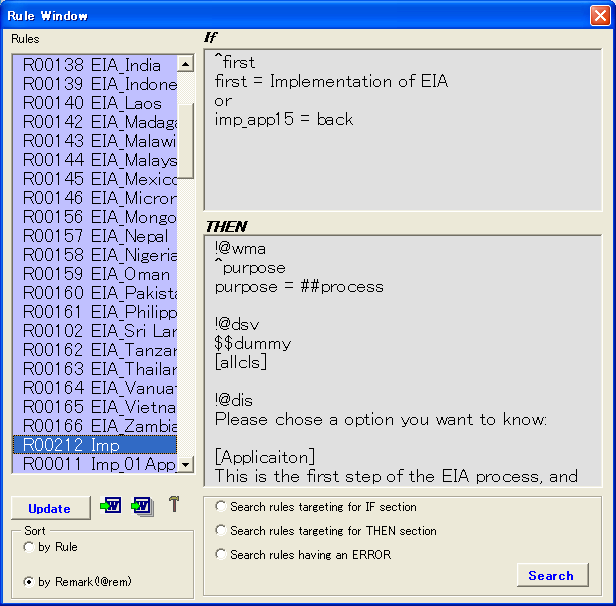 Rule Window
Rules
R00138 EIA_India
R00139 EIA_Indone
R00140 EIA_Laos
R00142 EIA_Madaga
R00143 EIA_Malawi
R00144 EIA_Malays
R00145 EIA_Mexico
R00146 EIA_Micror
R00156 EIA_Mongo
R00157 EIA_Nepal
R00158 EIA_Nigeria
R00159 EIA_Oman
R00160 EIA_Pakista
R00161 EIA_Philipp
R00102 EIA_Sri Lar
R00162 EIA_Tanzar
R00163 EIA_Thailar
R00164 EIA_Vanuat
R00165 EIA_Vietna
R00166 EIA_Zambia
R00212 Imp
R00011 Imp_01 App
Update
Sort
by Rule
by Remark(!@rem)
If
^first
first = Implementation of EIA
or
imp_app15 = back
THEN
!@wma
^purpose
purpose = ##process
!@dsv
$$dummy
[allcls]
!@dis
Please chose a option you want to know:
[Applicaiton]
This is the first step of the EIA process, and
Search rules targeting for IF section
Search rules targeting for THEN section
Search rules having an ERROR
Search